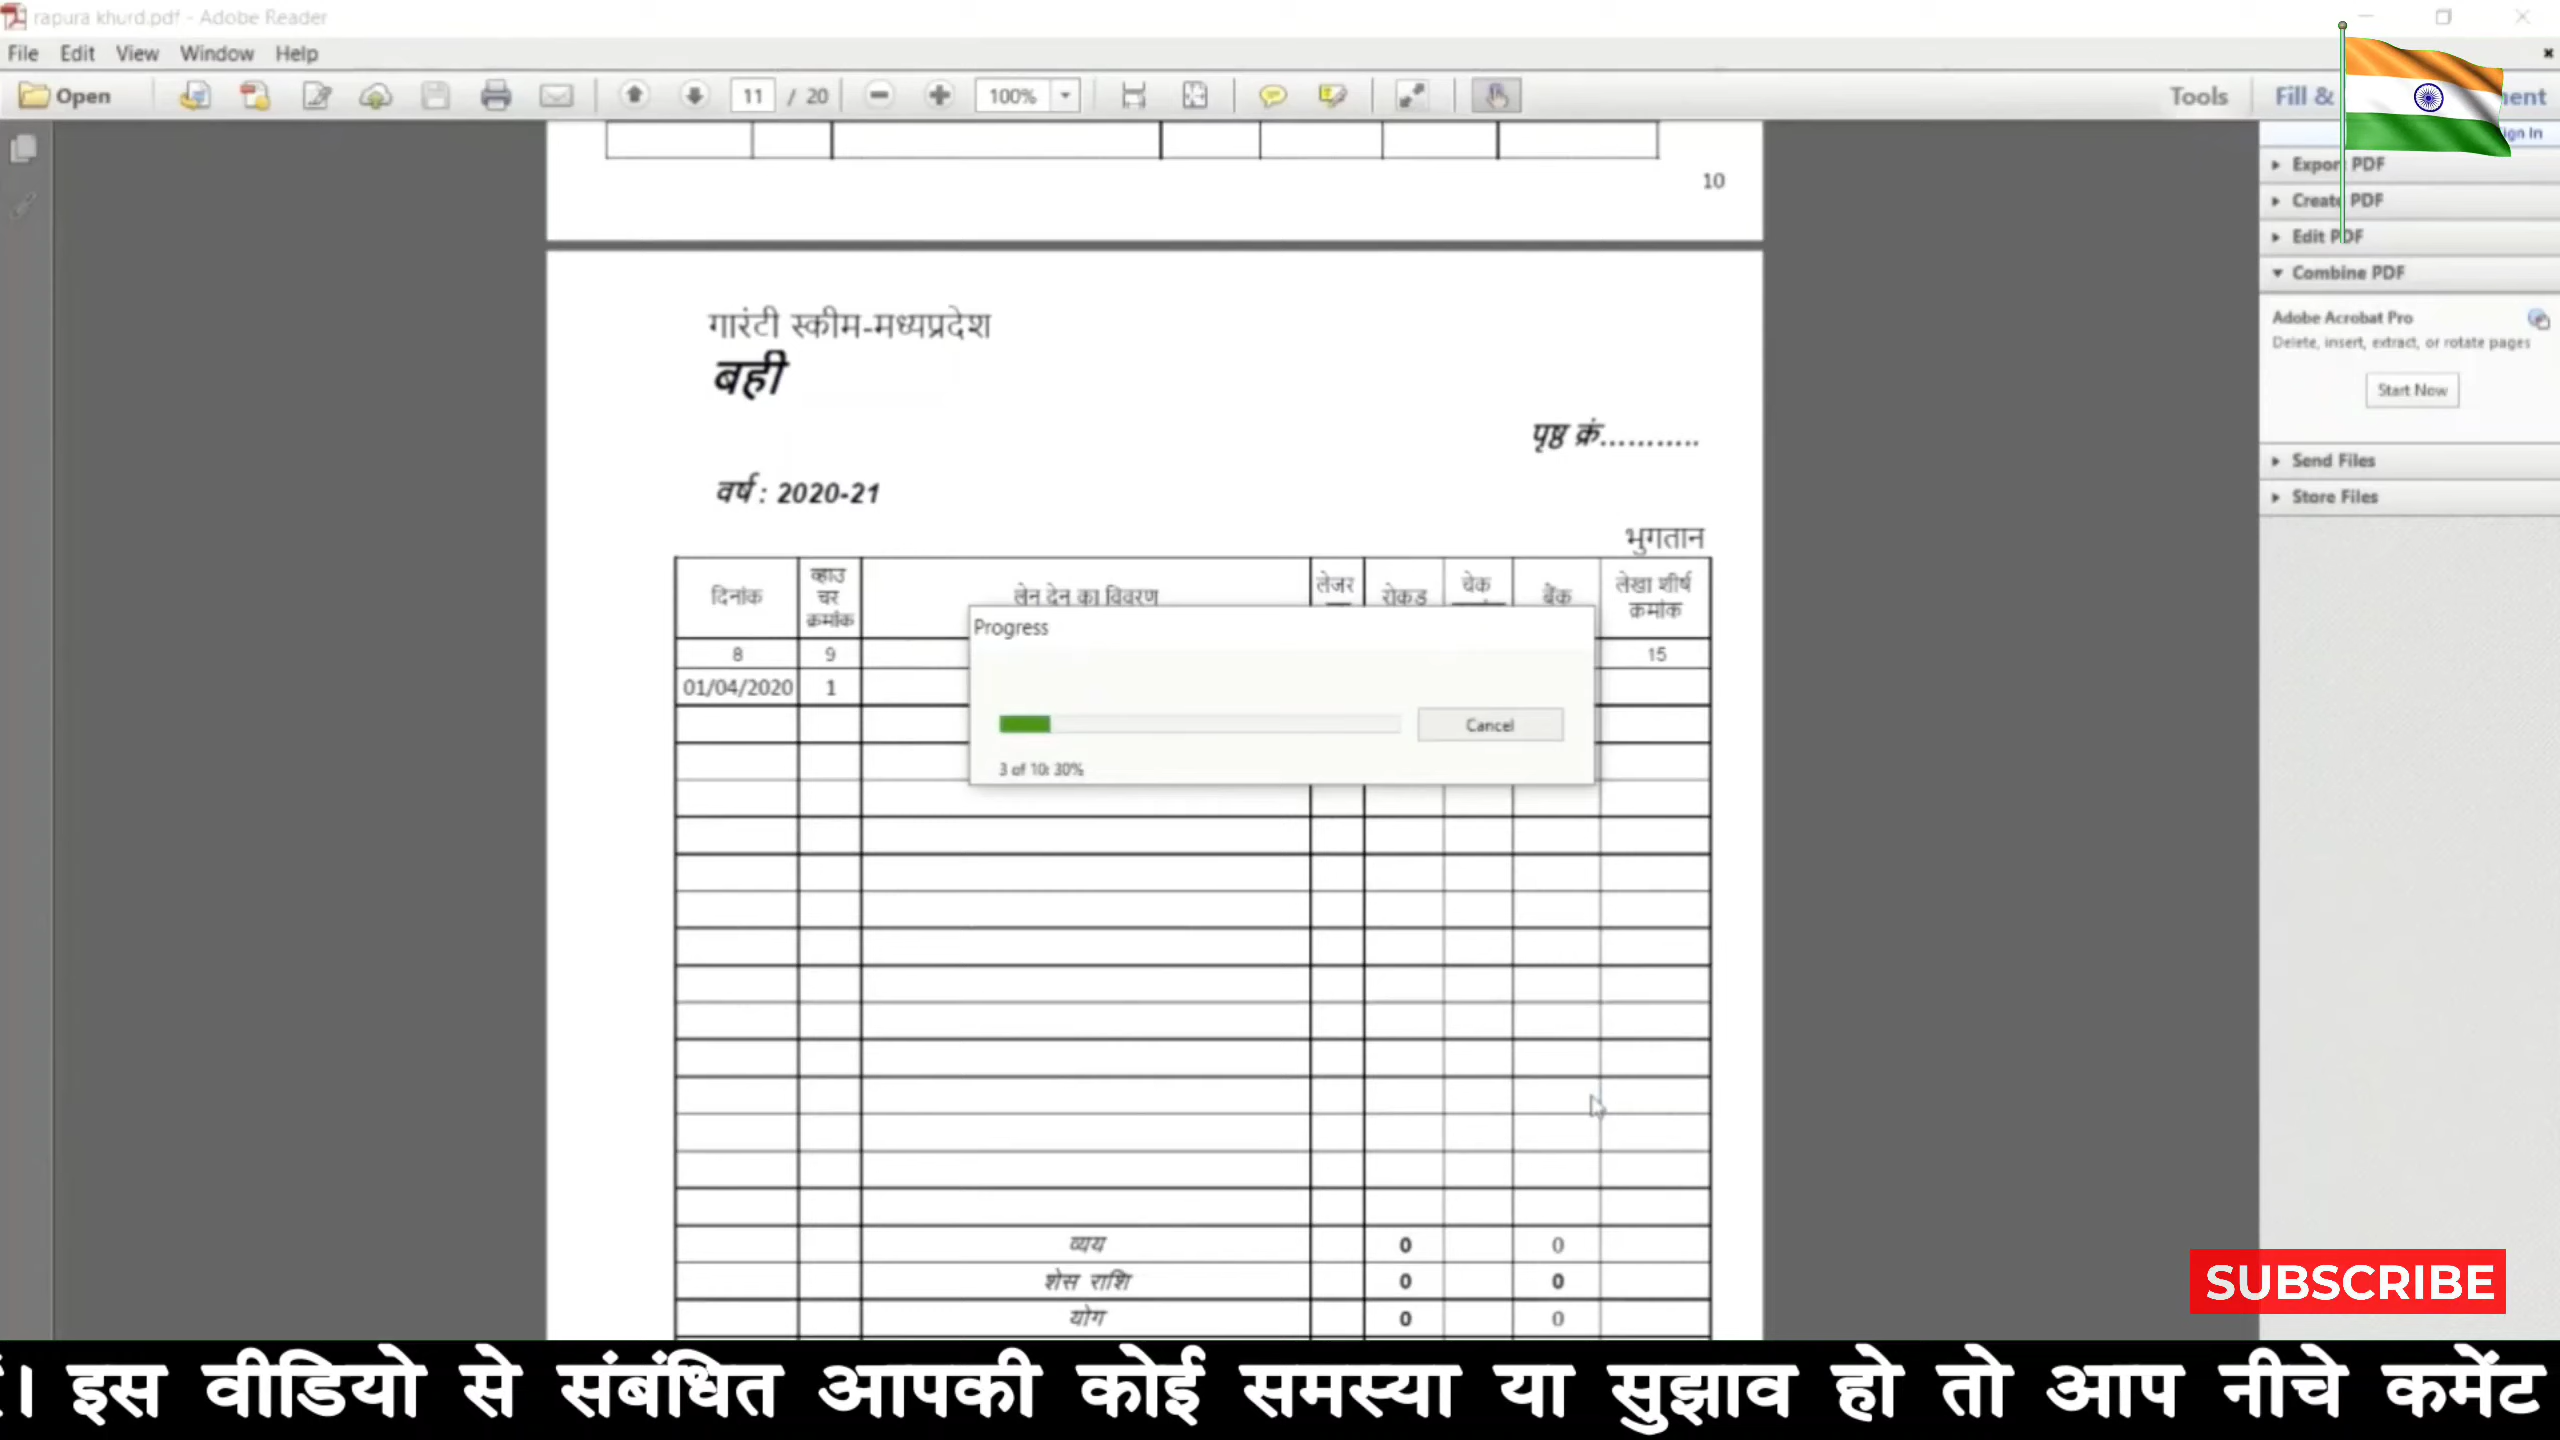 rapura khurd.pdf - Adobe Reader
File Edit View Window Help
Open 11 / 20 100% Tools Fill & ent
ign In
Export PDF
Create PDF
Edit PDF
Combine PDF
Adobe Acrobat Pro
Delete, insert, extract, or rotate pages
Start Now
Send Files
Store Files
10
गारंटी स्कीम-मध्यप्रदेश
बही
पृष्ठ क्रं...........
वर्ष : 2020-21
भुगतान
दिनांक व्हाउचर क्रमांक लेन देन का विवरण लेजर रोकड चेक बैंक लेखा शीर्ष क्रमांक
8 9 15
01/04/2020 1
Progress
Cancel
3 of 10: 30%
व्यय 0 0
शेस राशि 0 0
योग 0 0
SUBSCRIBE
। इस वीडियो से संबंधित आपकी कोई समस्या या सुझाव हो तो आप नीचे कमेंट